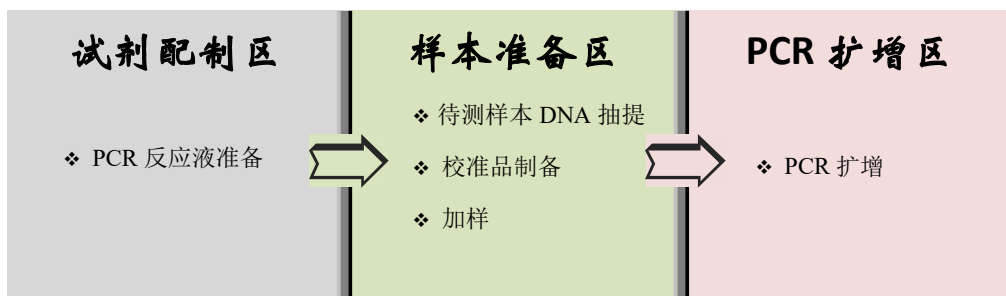 试剂配制区
❖ PCR 反应液准备
样本准备区
❖ 待测样本 DNA 抽提
❖ 校准品制备
❖ 加样
PCR 扩增区
❖ PCR 扩增